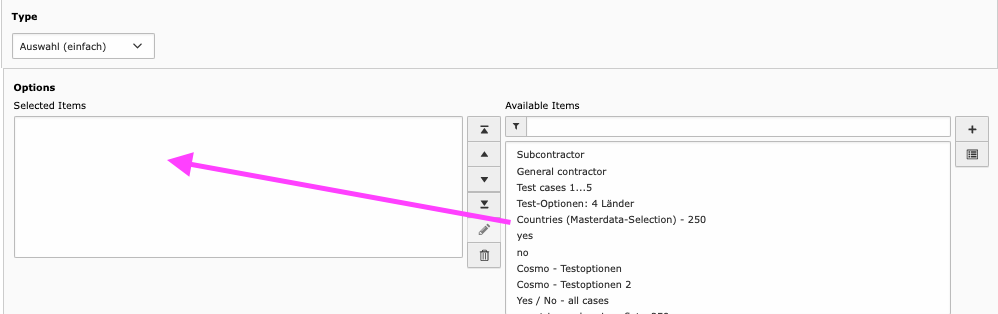 Type
Auswahl (einfach)
Options
Selected Items
Available Items
Subcontractor
General contractor
Test cases 1...5
Test-Optionen: 4 Länder
Countries (Masterdata-Selection) - 250
yes
no
Cosmo - Testoptionen
Cosmo - Testoptionen 2
Yes / No - all cases